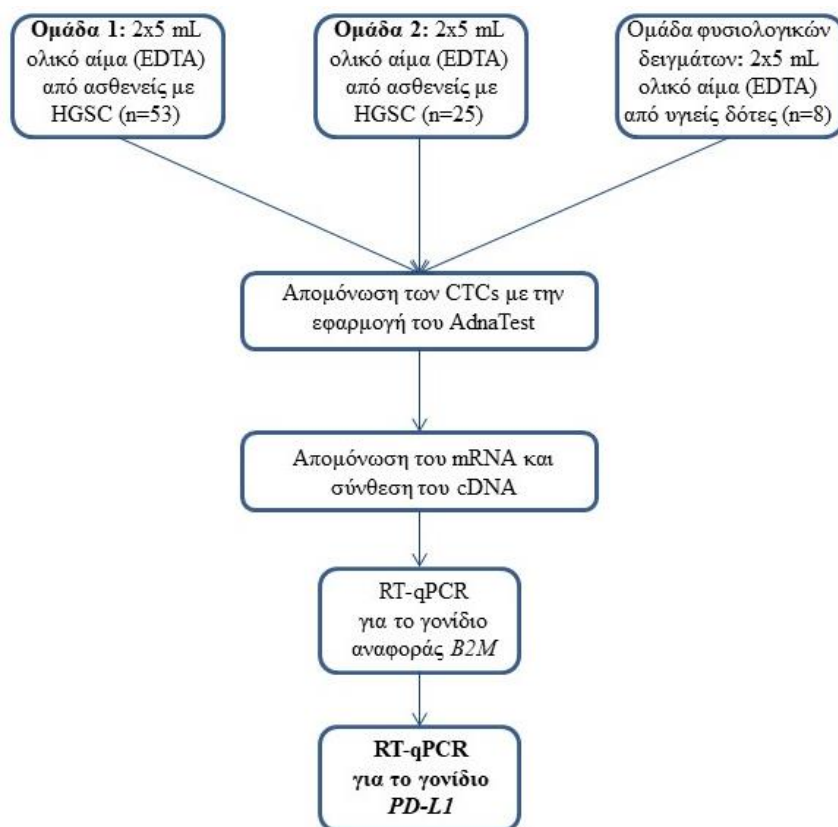 Ομάδα 1: 2x5 mL
ολικό αίμα (EDTA)
από ασθενείς με
HGSC (n=53)
Ομάδα 2: 2x5 mL
ολικό αίμα (EDTA)
από ασθενείς με
HGSC (n=25)
Ομάδα φυσιολογικών
δειγμάτων: 2x5 mL
ολικό αίμα (EDTA)
από υγιείς δότες (n=8)
Απομόνωση των CTCs με την
εφαρμογή του AdnaTest
Απομόνωση του mRNA και
σύνθεση του cDNA
RT-qPCR
για το γονίδιο
αναφοράς B2M
RT-qPCR
για το γονίδιο
PD-L1